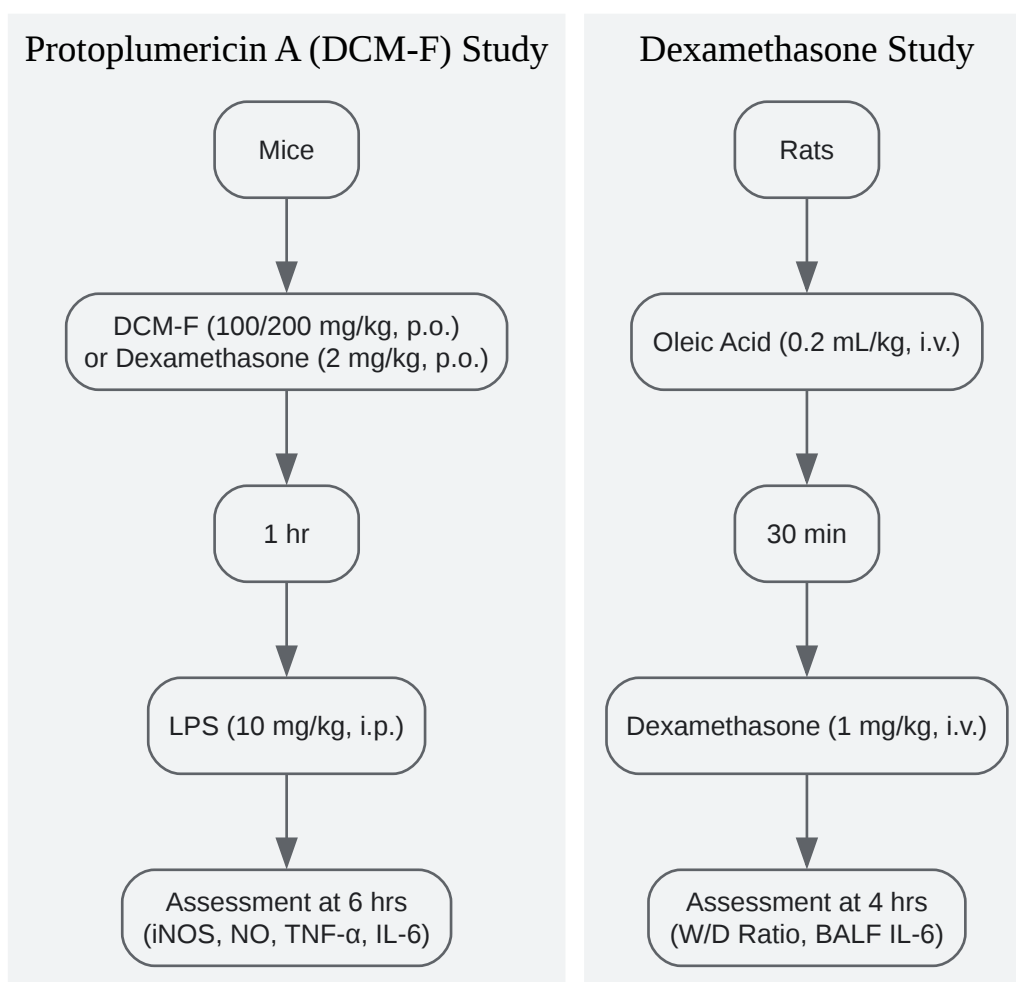 Protoplumericin A (DCM-F) Study
Mice
DCM-F (100/200 mg/kg, p.o.)
or Dexamethasone (2 mg/kg, p.o.)
1 hr
LPS (10 mg/kg, i.p.)
Assessment at 6 hrs
(iNOS, NO, TNF-α, IL-6)
Dexamethasone Study
Rats
Oleic Acid (0.2 mL/kg, i.v.)
30 min
Dexamethasone (1 mg/kg, i.v.)
Assessment at 4 hrs
(W/D Ratio, BALF IL-6)